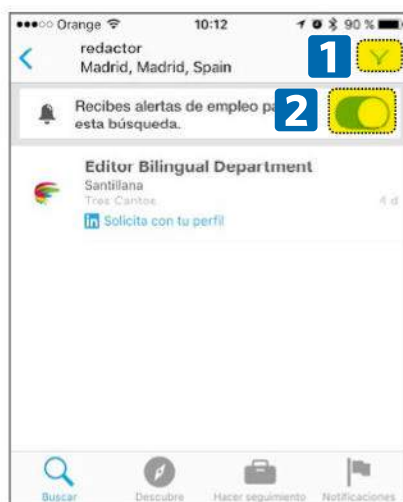 Orange 10:12 90 %
redactor
Madrid, Madrid, Spain
1
Recibes alertas de empleo pa
esta búsqueda.
2
Editor Bilingual Department
Santillana
Tres Cantos
4 d
in Solicita con tu perfil
Buscar Descubre Hacer seguimiento Notificaciones